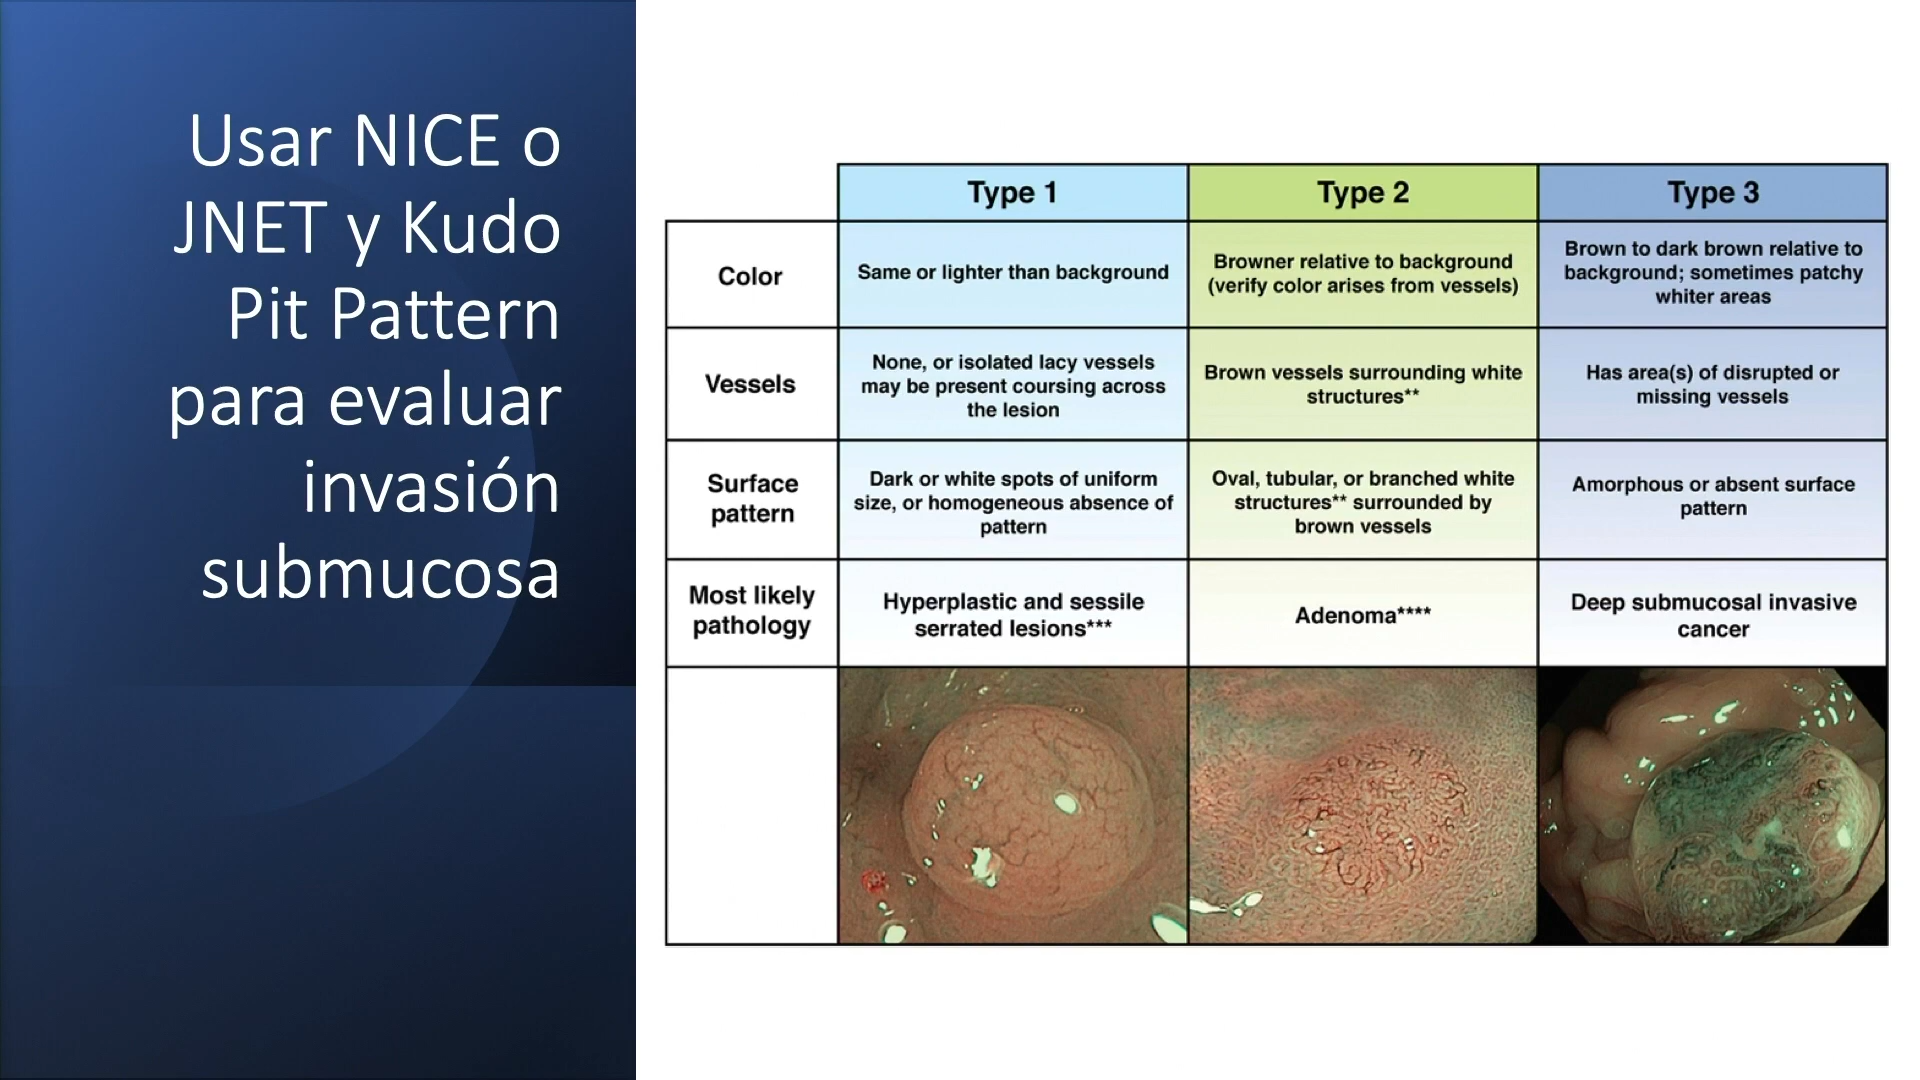 Usar NICE o
JNET y Kudo
Pit Pattern
para evaluar
invasión
submucosa
Type 1
Type 2
Type 3
Color
Same or lighter than background
Browner relative to background
(verify color arises from vessels)
Brown to dark brown relative to
background; sometimes patchy
whiter areas
Vessels
None, or isolated lacy vessels
may be present coursing across
the lesion
Brown vessels surrounding white
structures**
Has area(s) of disrupted or
missing vessels
Surface
pattern
Dark or white spots of uniform
size, or homogeneous absence of
pattern
Oval, tubular, or branched white
structures** surrounded by
brown vessels
Amorphous or absent surface
pattern
Most likely
pathology
Hyperplastic and sessile
serrated lesions***
Adenoma****
Deep submucosal invasive
cancer